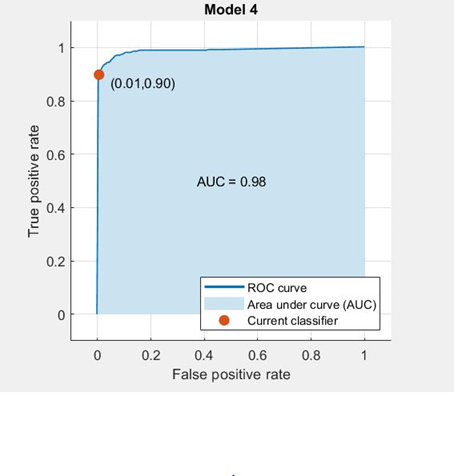 Model 4
1
0.8
0.6
0.4
0.2
0
True positive rate
(0.01,0.90)
AUC = 0.98
ROC curve
Area under curve (AUC)
Current classifier
0 0.2 0.4 0.6 0.8 1
False positive rate